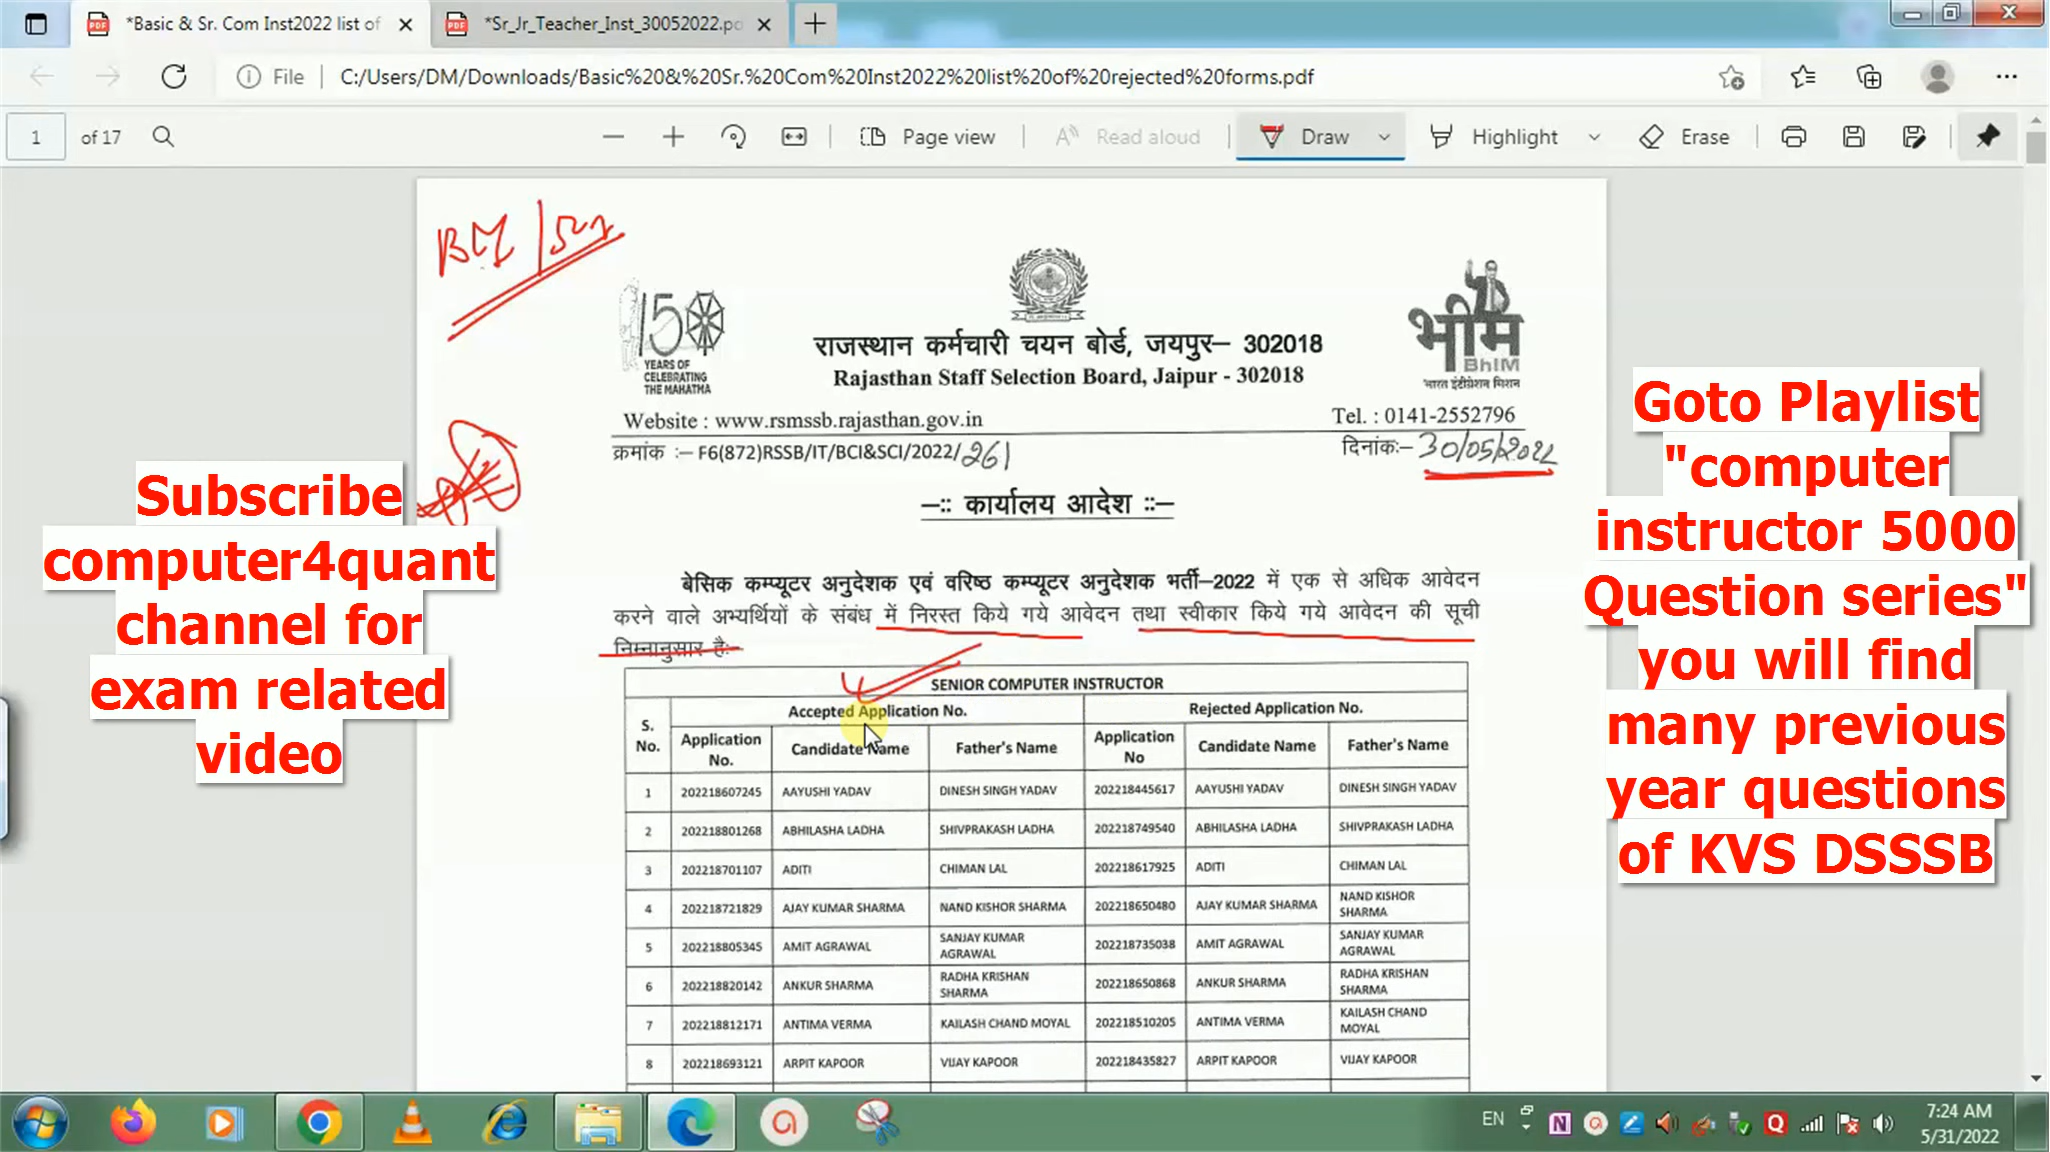 *Basic & Sr. Com Inst2022 list of
*Sr_Jr_Teacher_Inst_30052022.pd
File
C:/Users/DM/Downloads/Basic%20&%20Sr.%20Com%20Inst2022%20list%20of%20rejected%20forms.pdf
1 of 17
Page view
Read aloud
Draw
Highlight
Erase
150
YEARS OF
CELEBRATING
THE MAHATMA
भीम
BHIM
राजस्थान कर्मचारी चयन बोर्ड, जयपुर– 302018
Rajasthan Staff Selection Board, Jaipur - 302018
Website : www.rsmssb.rajasthan.gov.in Tel. : 0141-2552796
क्रमांक :– F6(872)RSSB/IT/BCI&SCI/2022/261 दिनांकः– 30/05/2022
–:: कार्यालय आदेश ::–
बेसिक कम्प्यूटर अनुदेशक एवं वरिष्ठ कम्प्यूटर अनुदेशक भर्ती–2022 में एक से अधिक आवेदन
करने वाले अभ्यर्थियों के संबंध में निरस्त किये गये आवेदन तथा स्वीकार किये गये आवेदन की सूची
निम्नानुसार है:-
SENIOR COMPUTER INSTRUCTOR
S. No. Accepted Application No. Rejected Application No.
Application No. Candidate Name Father's Name Application No Candidate Name Father's Name
1 202218607245 AAYUSHI YADAV DINESH SINGH YADAV 202218445617 AAYUSHI YADAV DINESH SINGH YADAV
2 202218801268 ABHILASHA LADHA SHIVPRAKASH LADHA 202218749540 ABHILASHA LADHA SHIVPRAKASH LADHA
3 202218701107 ADITI CHIMAN LAL 202218617925 ADITI CHIMAN LAL
4 202218721829 AJAY KUMAR SHARMA NAND KISHOR SHARMA 202218650480 AJAY KUMAR SHARMA NAND KISHOR SHARMA
5 202218805345 AMIT AGRAWAL SANJAY KUMAR AGRAWAL 202218735038 AMIT AGRAWAL SANJAY KUMAR AGRAWAL
6 202218820142 ANKUR SHARMA RADHA KRISHAN SHARMA 202218650868 ANKUR SHARMA RADHA KRISHAN SHARMA
7 202218812171 ANTIMA VERMA KAILASH CHAND MOYAL 202218510205 ANTIMA VERMA KAILASH CHAND MOYAL
8 202218693121 ARPIT KAPOOR VIJAY KAPOOR 202218435827 ARPIT KAPOOR VIJAY KAPOOR
Subscribe
computer4quant
channel for
exam related
video
Goto Playlist
"computer
instructor 5000
Question series"
you will find
many previous
year questions
of KVS DSSSB
EN
7:24 AM
5/31/2022